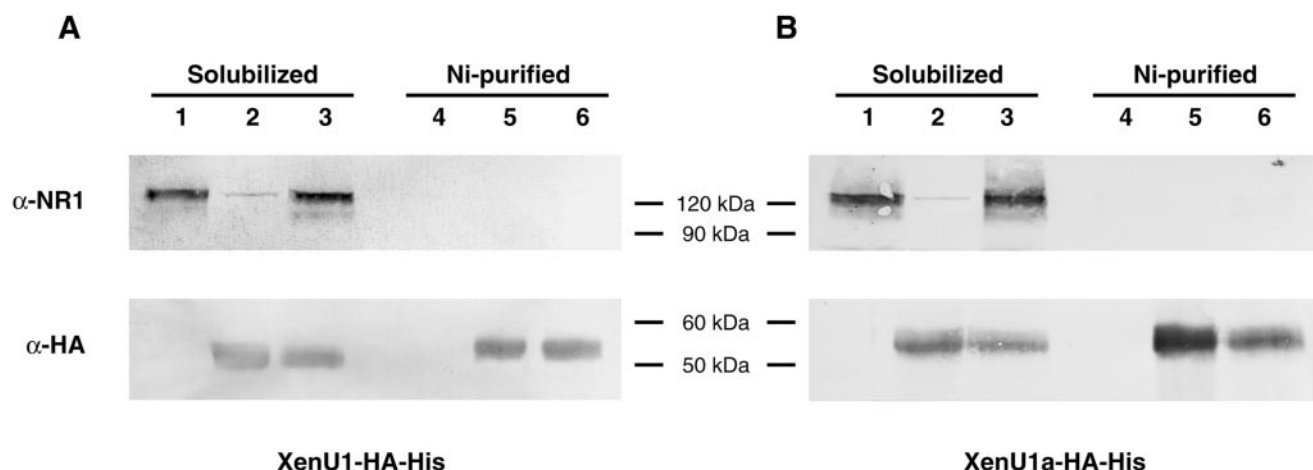 A B
Solubilized Ni-purified Solubilized Ni-purified
1 2 3 4 5 6 1 2 3 4 5 6
α-NR1
120 kDa
90 kDa
α-HA
60 kDa
50 kDa
XenU1-HA-His XenU1a-HA-His